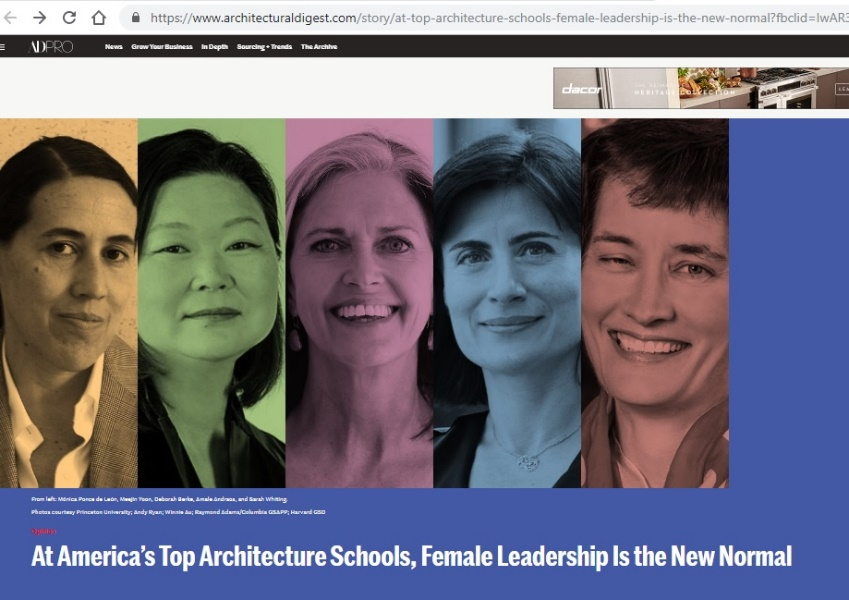 https://www.architecturaldigest.com/story/at-top-architecture-schools-female-leadership-is-the-new-normal?fbclid=IwAR3
ADPRO News Grow Your Business In Depth Sourcing + Trends The Archive
dacor
HERITAGE COLLECTION
From left: Mónica Ponce de León, Meejin Yoon, Deborah Berke, Amale Andraos, and Sarah Whiting.
Photos courtesy Princeton University; Andy Ryan; Winnie Au; Raymond Adams/Columbia GSAPP; Harvard GSD
At America's Top Architecture Schools, Female Leadership Is the New Normal